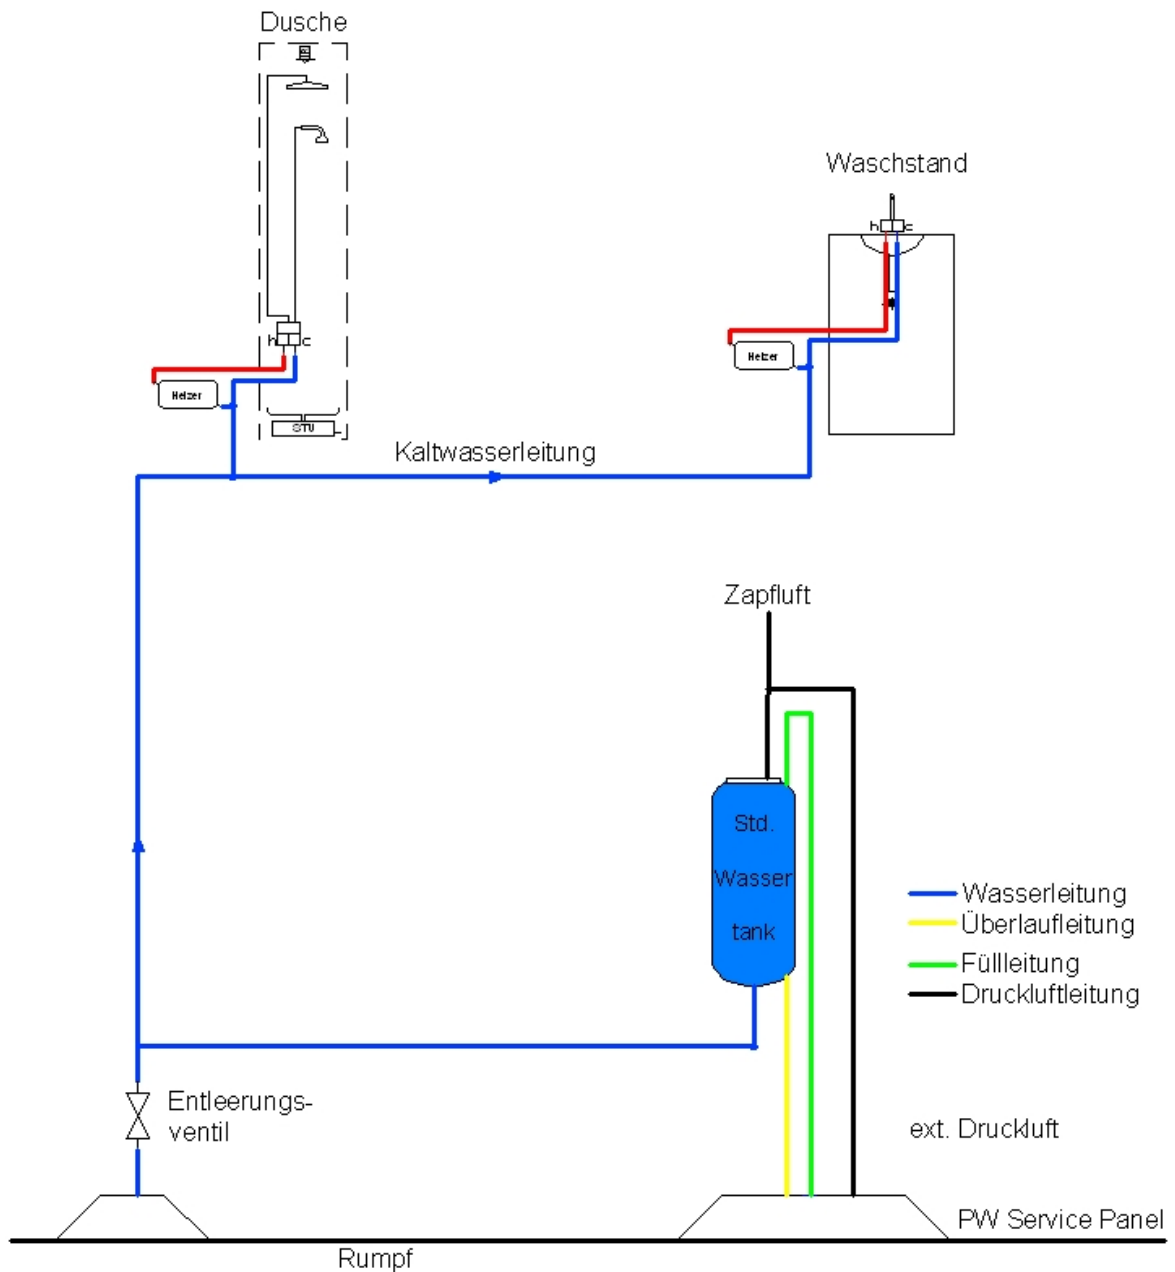 Dusche
Waschstand
h c
h c
Heizer
Heizer
STU
Kaltwasserleitung
Zapfluft
Std.
Wasser
tank
Wasserleitung
Überlaufleitung
Füllleitung
Druckluftleitung
Entleerungs-
ventil
ext. Druckluft
PW Service Panel
Rumpf